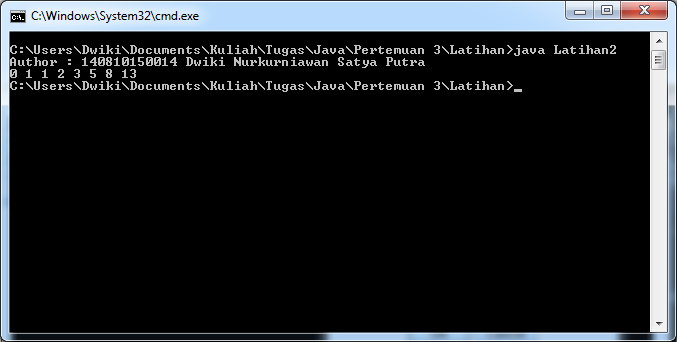 C:\Windows\System32\cmd.exe
C:\Users\Dwiki\Documents\Kuliah\Tugas\Java\Pertemuan 3\Latihan>java Latihan2
Author : 140810150014 Dwiki Nurkurniawan Satya Putra
0 1 1 2 3 5 8 13
C:\Users\Dwiki\Documents\Kuliah\Tugas\Java\Pertemuan 3\Latihan>_